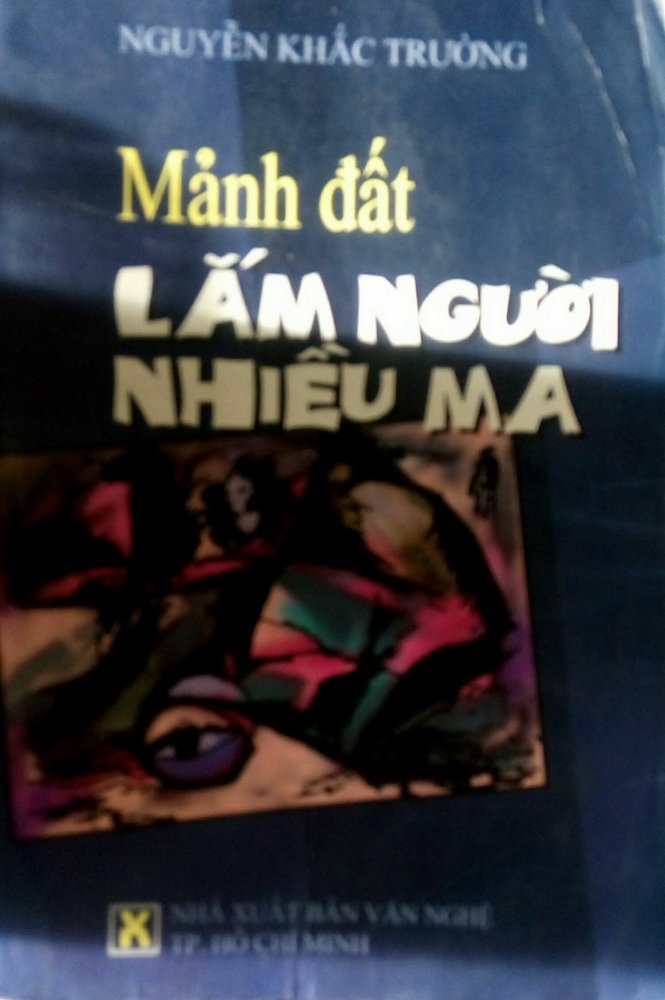 NGUYỄN KHẮC TRƯỜNG
Mảnh đất
LẮM NGƯỜI
NHIỀU MA
NHÀ XUẤT BẢN VĂN NGHỆ
TP. HỒ CHÍ MINH